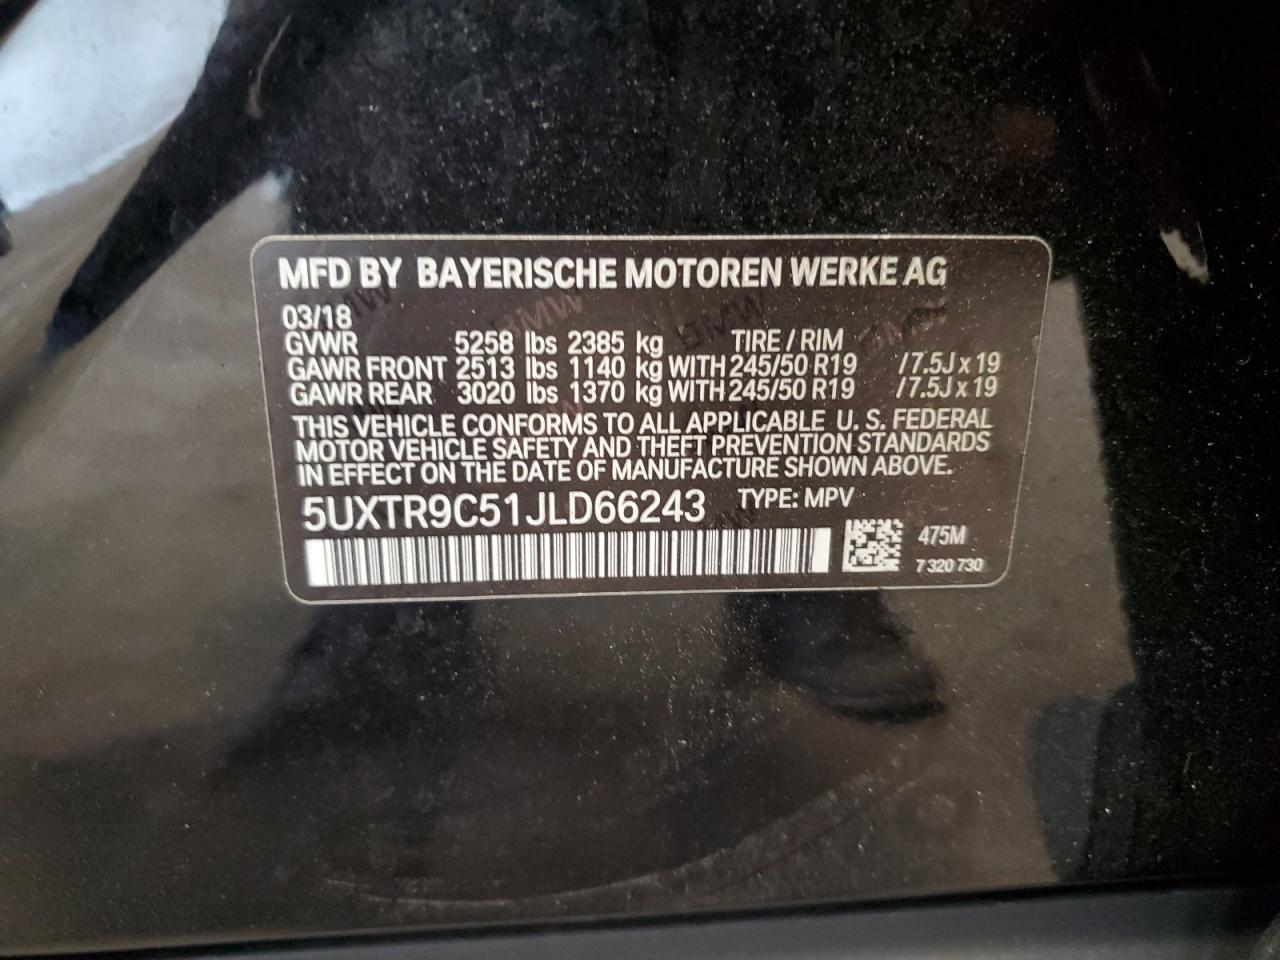 MFD BY BAYERISCHE MOTOREN WERKE AG
03/18
GVWR 5258 lbs 2385 kg TIRE / RIM
GAWR FRONT 2513 lbs 1140 kg WITH 245/50 R19 /7.5J x 19
GAWR REAR 3020 lbs 1370 kg WITH 245/50 R19 /7.5J x 19
THIS VEHICLE CONFORMS TO ALL APPLICABLE U. S. FEDERAL
MOTOR VEHICLE SAFETY AND THEFT PREVENTION STANDARDS
IN EFFECT ON THE DATE OF MANUFACTURE SHOWN ABOVE.
5UXTR9C51JLD66243 TYPE: MPV
475M
7 320 730